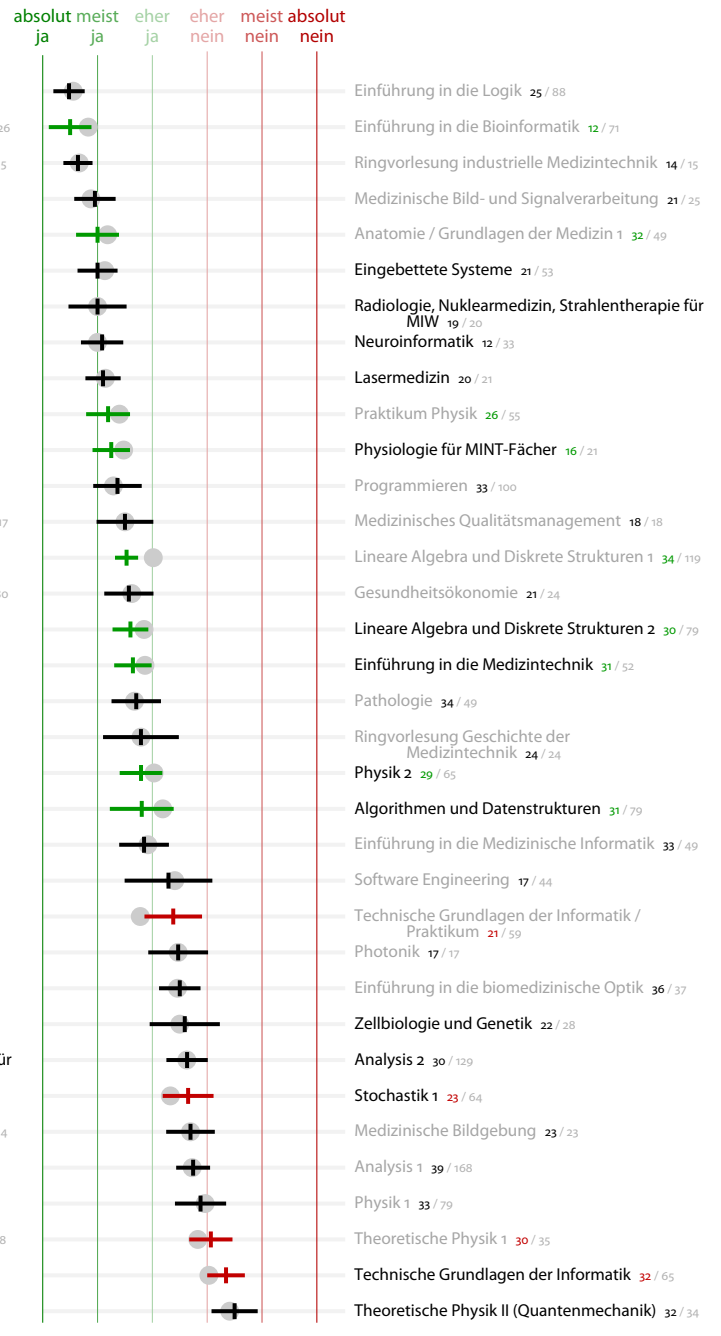 absolut meist eher eher meist absolut
ja ja ja nein nein nein
Einführung in die Logik 25 / 88
26 Einführung in die Bioinformatik 12 / 71
5 Ringvorlesung industrielle Medizintechnik 14 / 15
Medizinische Bild- und Signalverarbeitung 21 / 25
Anatomie / Grundlagen der Medizin 1 32 / 49
Eingebettete Systeme 21 / 53
Radiologie, Nuklearmedizin, Strahlentherapie für
MIW 19 / 20
Neuroinformatik 12 / 33
Lasermedizin 20 / 21
Praktikum Physik 26 / 55
Physiologie für MINT-Fächer 16 / 21
Programmieren 33 / 100
17 Medizinisches Qualitätsmanagement 18 / 18
Lineare Algebra und Diskrete Strukturen 1 34 / 119
Gesundheitsökonomie 21 / 24
Lineare Algebra und Diskrete Strukturen 2 30 / 79
Einführung in die Medizintechnik 31 / 52
Pathologie 34 / 49
Ringvorlesung Geschichte der
Medizintechnik 24 / 24
Physik 2 29 / 65
Algorithmen und Datenstrukturen 31 / 79
Einführung in die Medizinische Informatik 33 / 49
Software Engineering 17 / 44
Technische Grundlagen der Informatik /
Praktikum 21 / 59
Photonik 17 / 17
Einführung in die biomedizinische Optik 36 / 37
Zellbiologie und Genetik 22 / 28
ür Analysis 2 30 / 129
Stochastik 1 23 / 64
4 Medizinische Bildgebung 23 / 23
Analysis 1 39 / 168
Physik 1 33 / 79
8 Theoretische Physik 1 30 / 35
Technische Grundlagen der Informatik 32 / 65
Theoretische Physik II (Quantenmechanik) 32 / 34